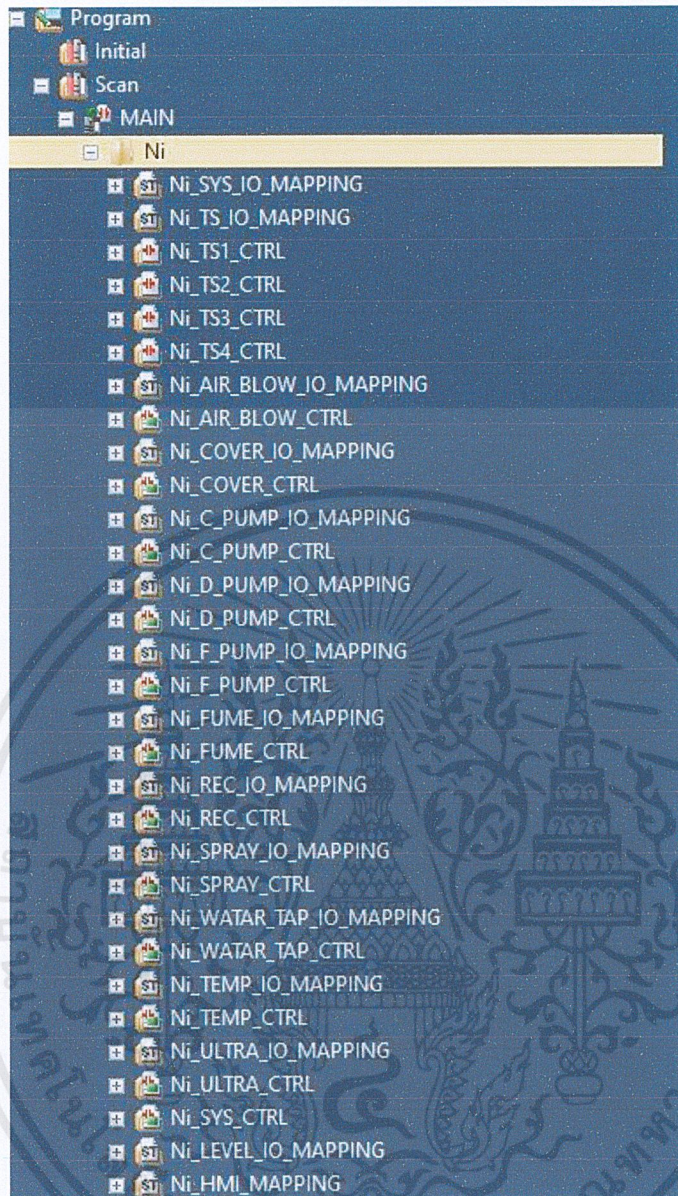 Program
Initial
Scan
MAIN
Ni
Ni_SYS_IO_MAPPING
Ni_TS_IO_MAPPING
Ni_TS1_CTRL
Ni_TS2_CTRL
Ni_TS3_CTRL
Ni_TS4_CTRL
Ni_AIR_BLOW_IO_MAPPING
Ni_AIR_BLOW_CTRL
Ni_COVER_IO_MAPPING
Ni_COVER_CTRL
Ni_C_PUMP_IO_MAPPING
Ni_C_PUMP_CTRL
Ni_D_PUMP_IO_MAPPING
Ni_D_PUMP_CTRL
Ni_F_PUMP_IO_MAPPING
Ni_F_PUMP_CTRL
Ni_FUME_IO_MAPPING
Ni_FUME_CTRL
Ni_REC_IO_MAPPING
Ni_REC_CTRL
Ni_SPRAY_IO_MAPPING
Ni_SPRAY_CTRL
Ni_WATAR_TAP_IO_MAPPING
Ni_WATAR_TAP_CTRL
Ni_TEMP_IO_MAPPING
Ni_TEMP_CTRL
Ni_ULTRA_IO_MAPPING
Ni_ULTRA_CTRL
Ni_SYS_CTRL
Ni_LEVEL_IO_MAPPING
Ni_HMI_MAPPING